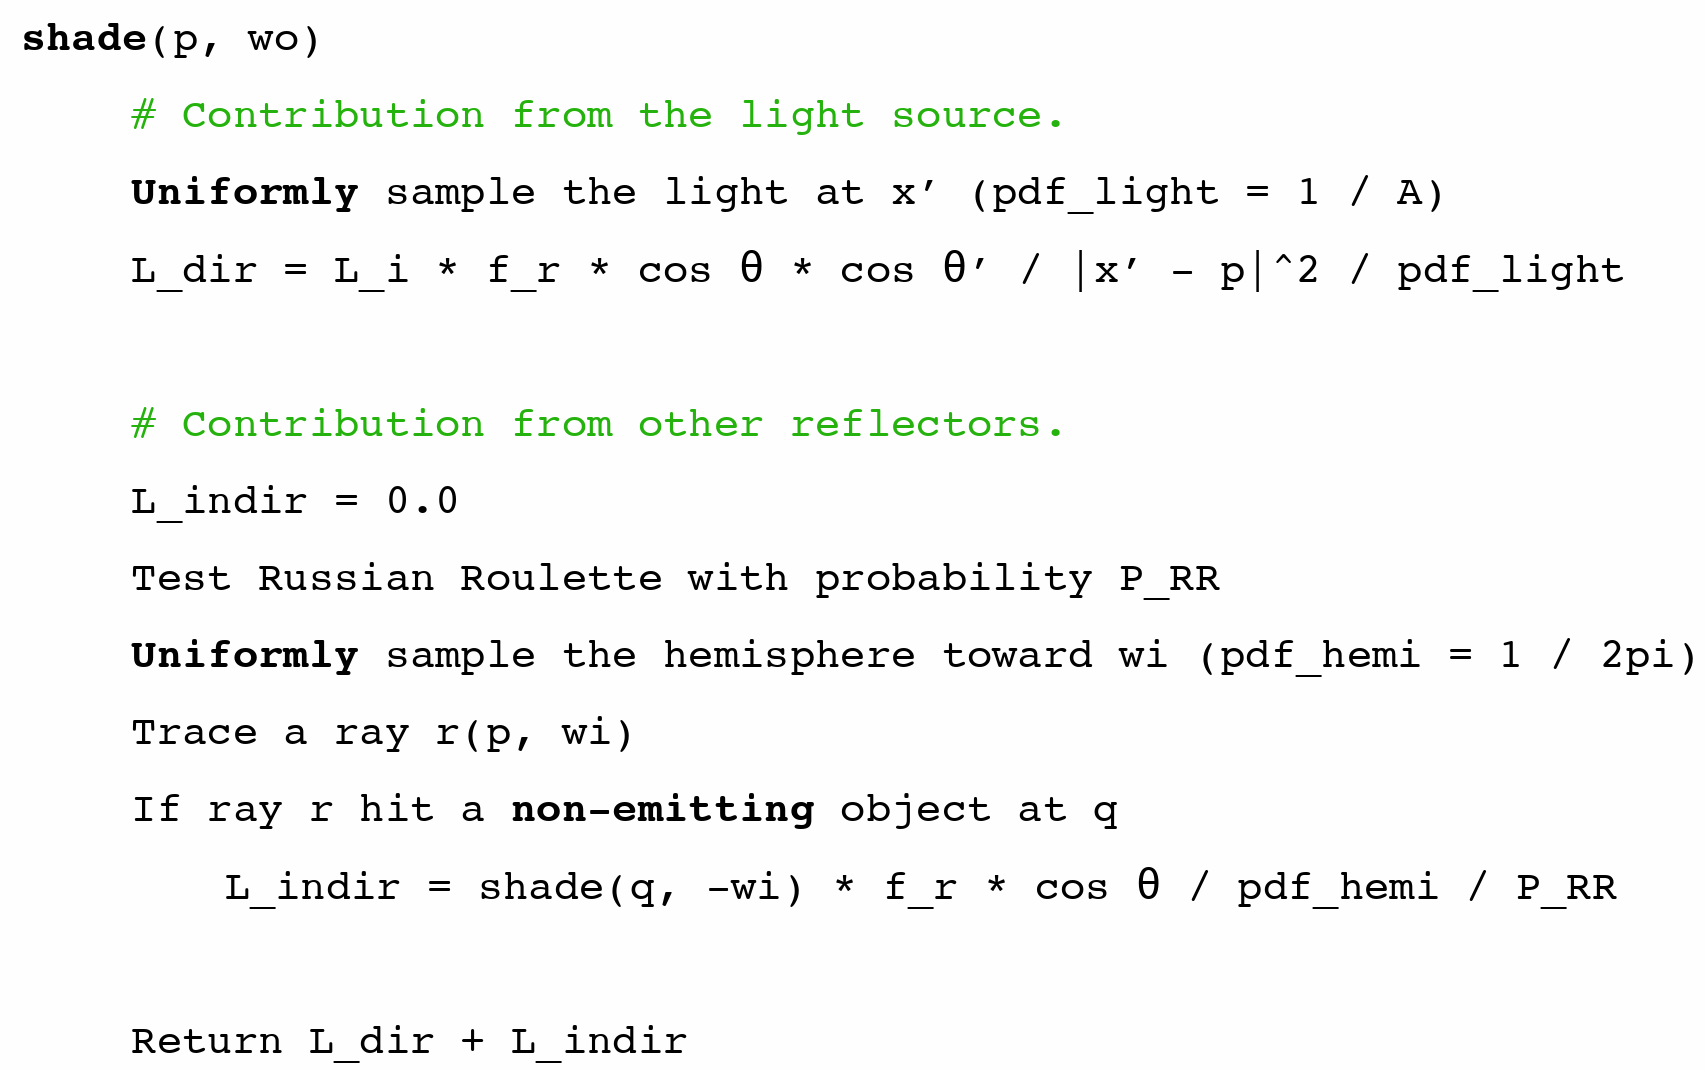 shade(p, wo)
# Contribution from the light source.
Uniformly sample the light at x’ (pdf_light = 1 / A)
L_dir = L_i * f_r * cos θ * cos θ’ / |x’ - p|^2 / pdf_light
# Contribution from other reflectors.
L_indir = 0.0
Test Russian Roulette with probability P_RR
Uniformly sample the hemisphere toward wi (pdf_hemi = 1 / 2pi)
Trace a ray r(p, wi)
If ray r hit a non-emitting object at q
L_indir = shade(q, -wi) * f_r * cos θ / pdf_hemi / P_RR
Return L_dir + L_indir